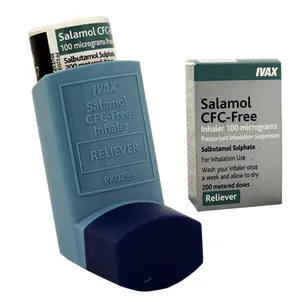 Salamol CFC-
100 micrograms
Salbutamol Sulphate
IVAX
Salamol
CFC-Free
Inhaler
RELIEVER
IVAX
Salamol
CFC-Free
Inhaler 100 micrograms
Pressurised Inhalation Suspension
Salbutamol Sulphate
For Inhalation Use
Wash your inhaler once
a week and allow to dry
200 metered doses
Reliever